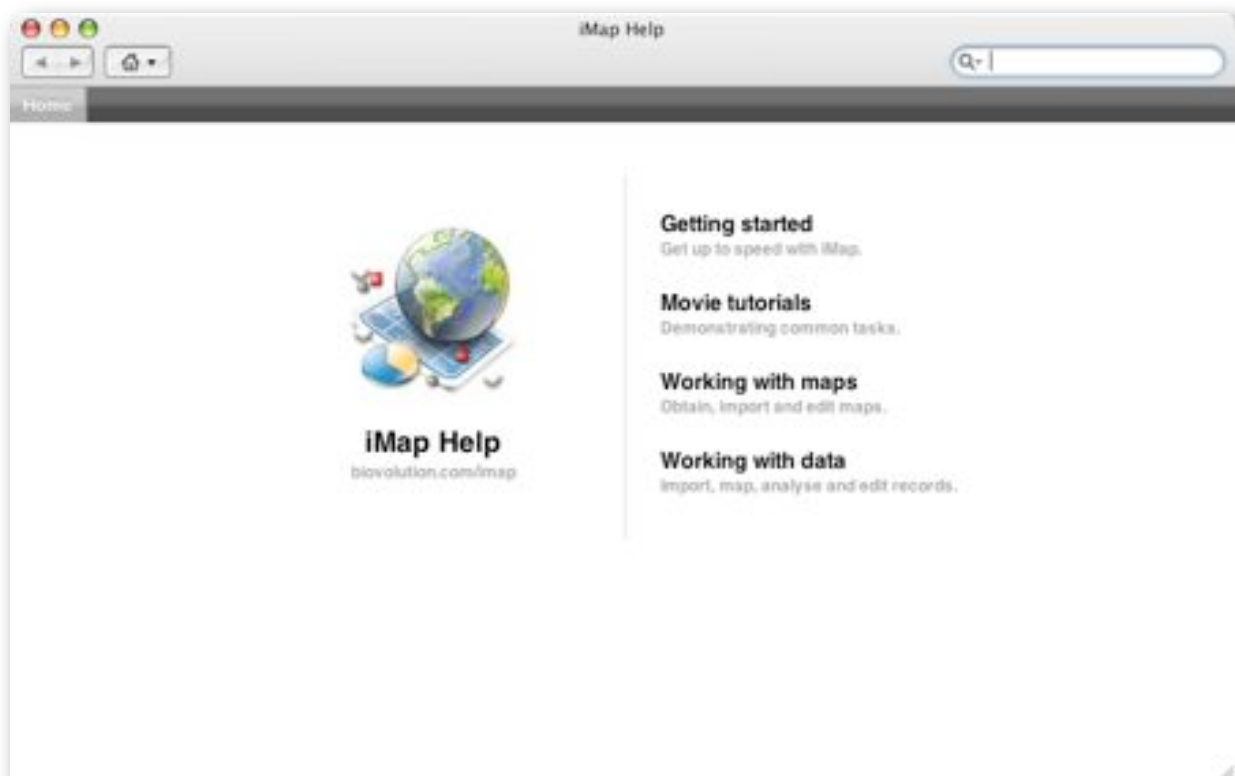 iMap Help
Home
iMap Help
biovolution.com/imap
Getting started
Get up to speed with iMap.
Movie tutorials
Demonstrating common tasks.
Working with maps
Obtain, import and edit maps.
Working with data
Import, map, analyse and edit records.